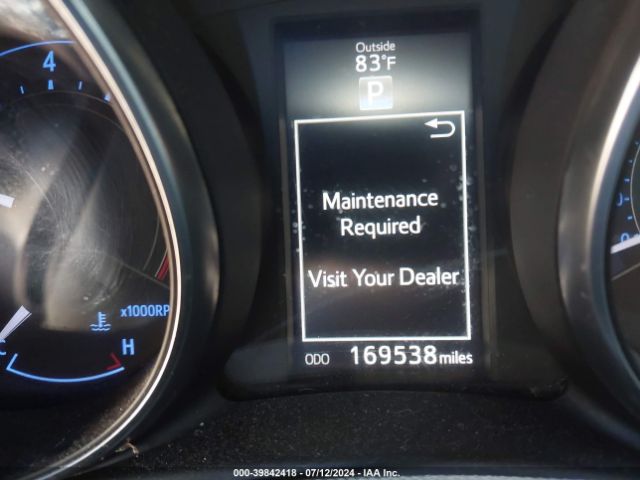 4
Outside
83°F
P
Maintenance
Required
Visit Your Dealer
x1000RP
C H
ODO 169538 miles
000-39842418 - 07/12/2024 - IAA Inc.